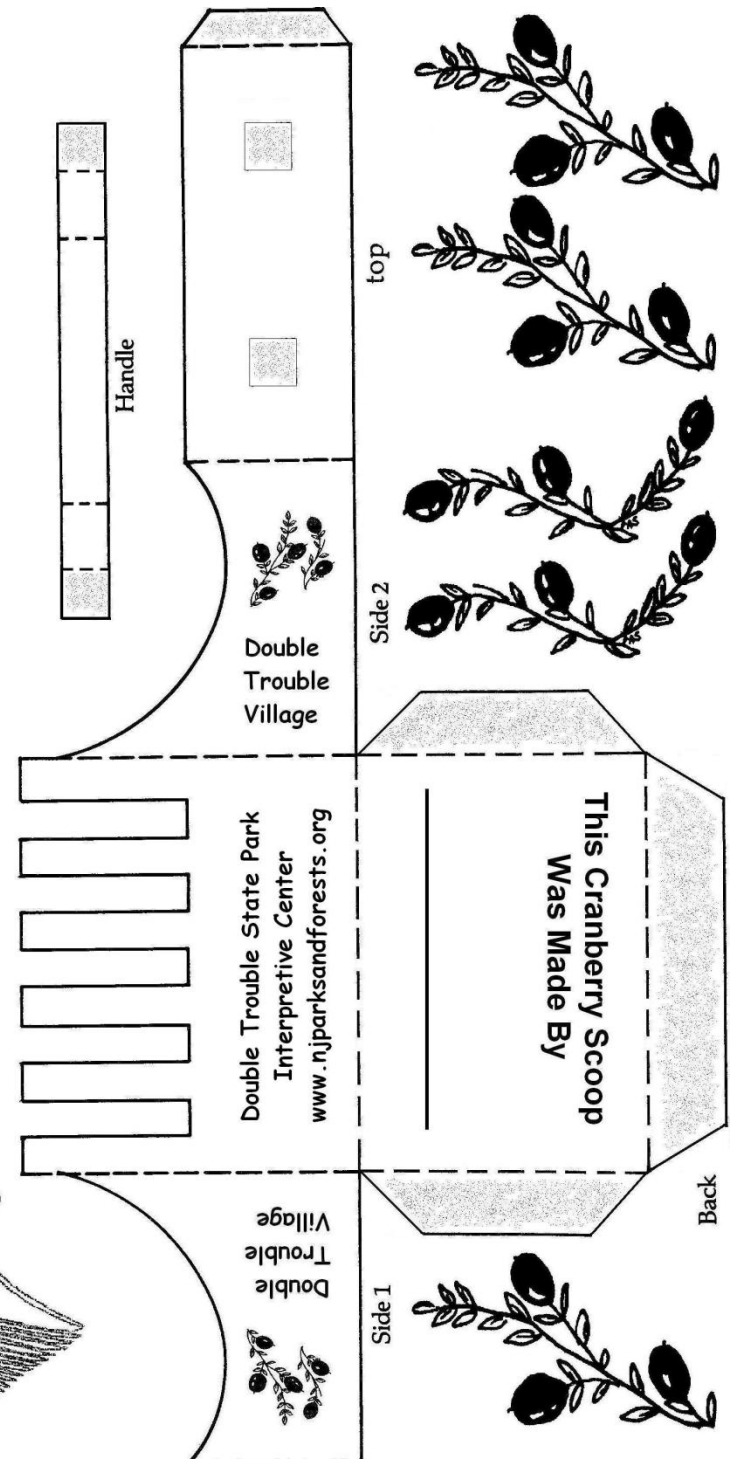 Handle
top
Double
Trouble
Village
Side 2
Double Trouble State Park
Interpretive Center
www.njparksandforests.org
This Cranberry Scoop
Was Made By
Back
Double
Trouble
Village
Side 1